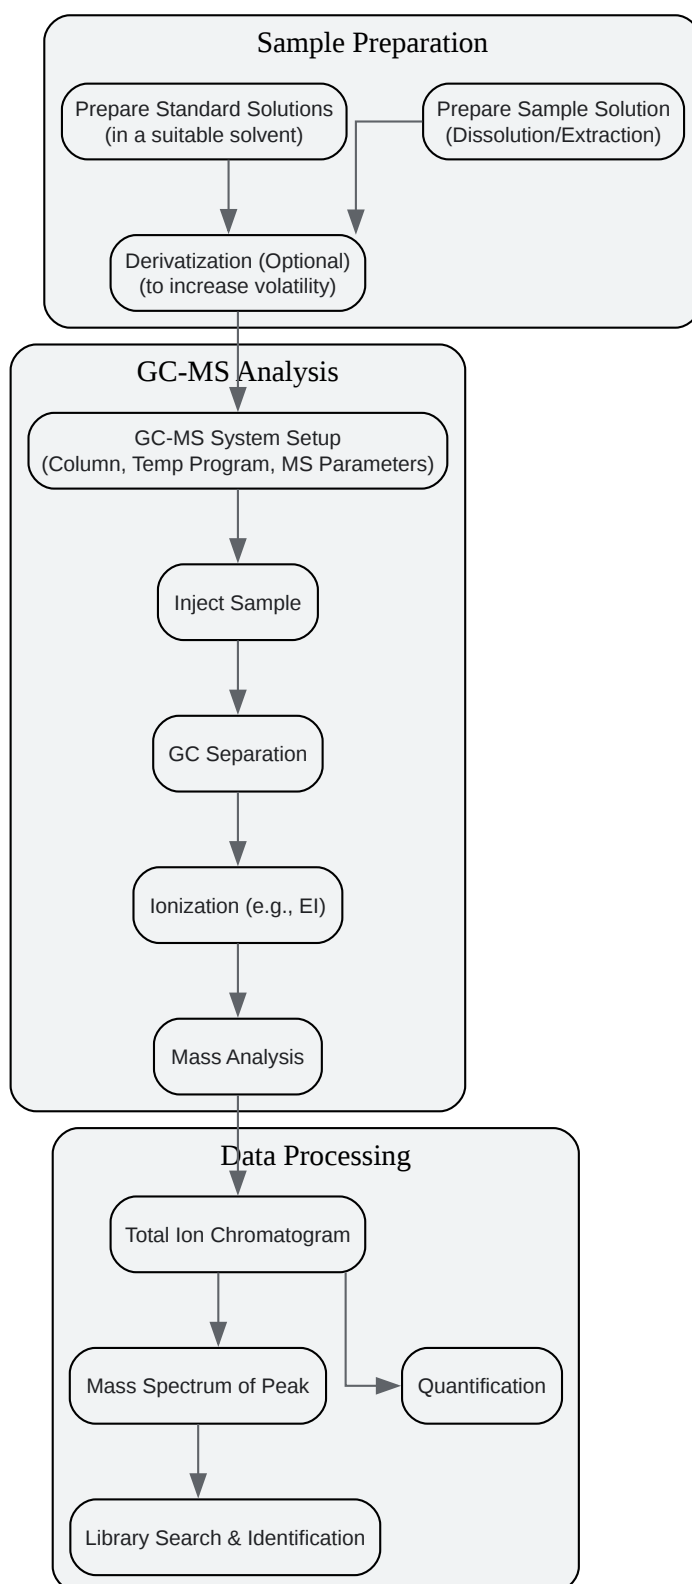 Sample Preparation
Prepare Standard Solutions
(in a suitable solvent)
Prepare Sample Solution
(Dissolution/Extraction)
Derivatization (Optional)
(to increase volatility)
GC-MS Analysis
GC-MS System Setup
(Column, Temp Program, MS Parameters)
Inject Sample
GC Separation
Ionization (e.g., EI)
Mass Analysis
Data Processing
Total Ion Chromatogram
Mass Spectrum of Peak
Quantification
Library Search & Identification